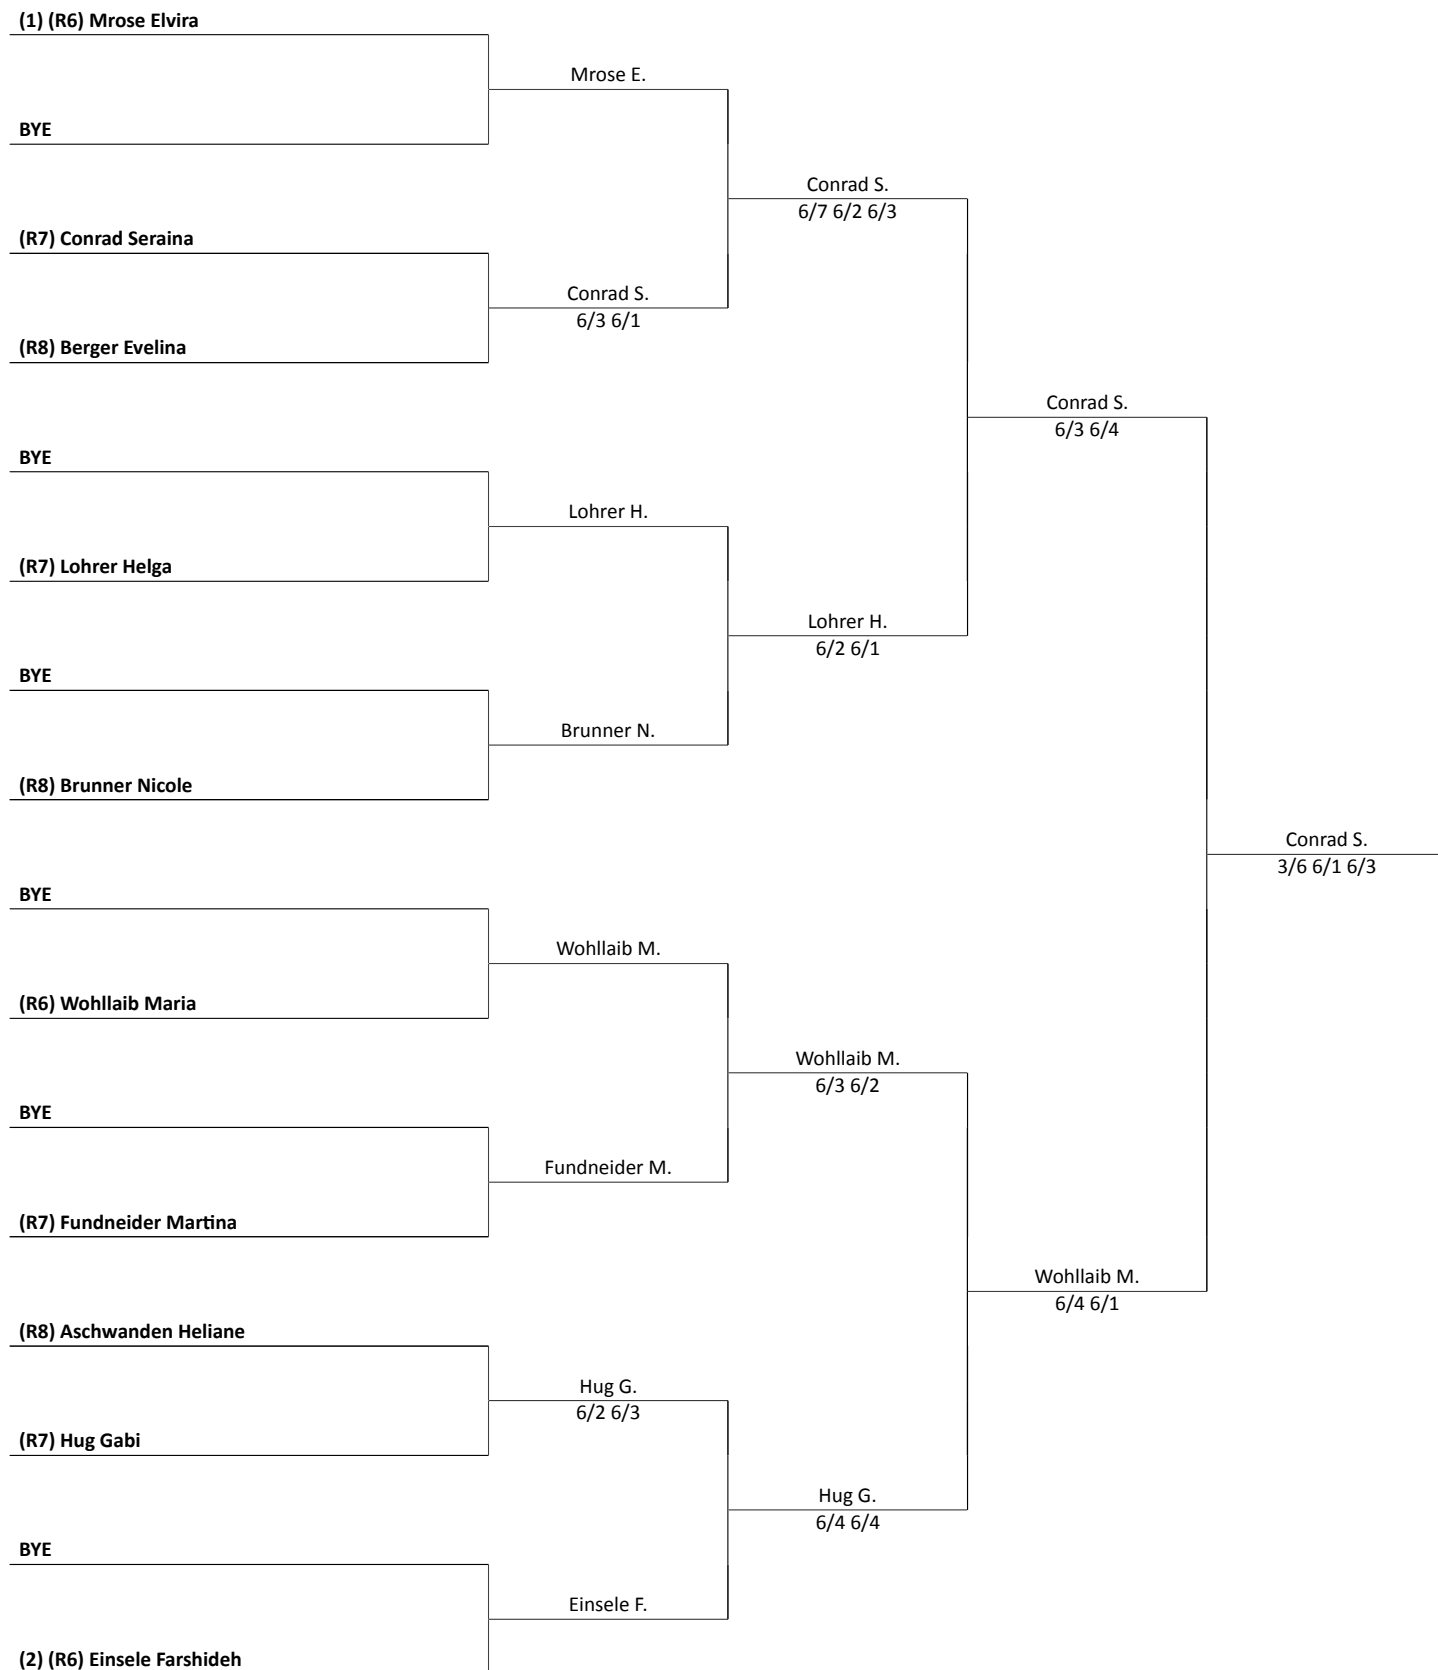 (1) (R6) Mrose Elvira
Mrose E.
BYE
Conrad S.
6/7 6/2 6/3
(R7) Conrad Seraina
Conrad S.
6/3 6/1
(R8) Berger Evelina
Conrad S.
6/3 6/4
BYE
Lohrer H.
(R7) Lohrer Helga
Lohrer H.
6/2 6/1
BYE
Brunner N.
(R8) Brunner Nicole
Conrad S.
3/6 6/1 6/3
BYE
Wohllaib M.
(R6) Wohllaib Maria
Wohllaib M.
6/3 6/2
BYE
Fundneider M.
(R7) Fundneider Martina
Wohllaib M.
6/4 6/1
(R8) Aschwanden Heliane
Hug G.
6/2 6/3
(R7) Hug Gabi
Hug G.
6/4 6/4
BYE
Einsele F.
(2) (R6) Einsele Farshideh